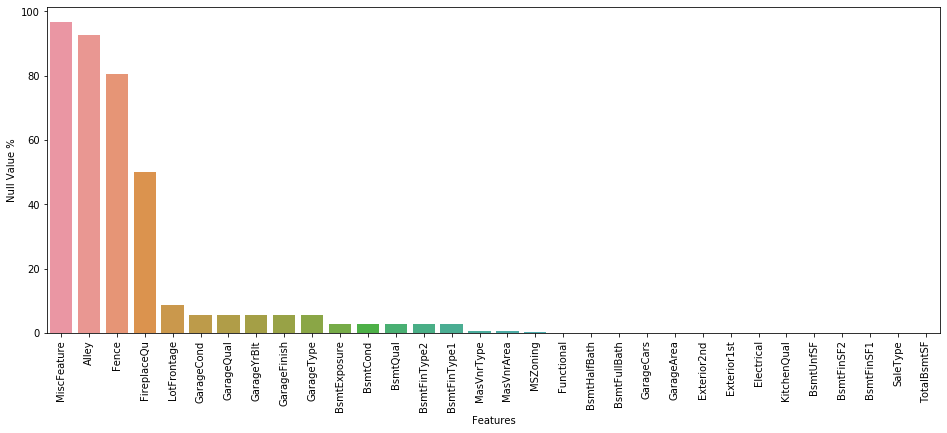 100
80
60
40
20
0
Null Value %
MiscFeature
Alley
Fence
FireplaceQu
LotFrontage
GarageCond
GarageQual
GarageYrBlt
GarageFinish
GarageType
BsmtExposure
BsmtCond
BsmtQual
BsmtFinType2
BsmtFinType1
MasVnrType
MasVnrArea
MSZoning
Functional
BsmtHalfBath
BsmtFullBath
GarageCars
GarageArea
Exterior2nd
Exterior1st
Electrical
KitchenQual
BsmtUnfSF
BsmtFinSF2
BsmtFinSF1
SaleType
TotalBsmtSF
Features